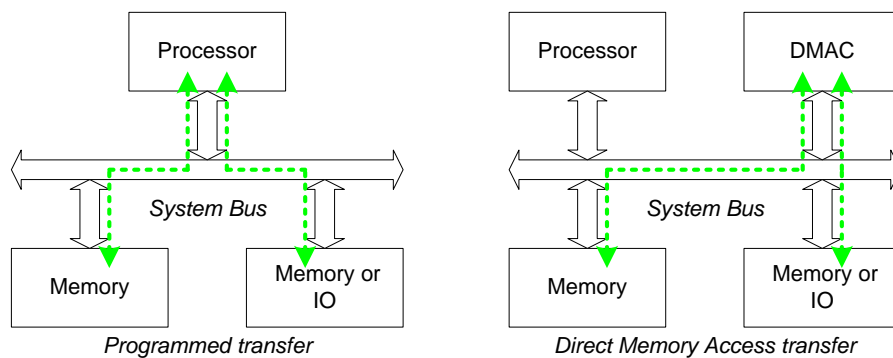 Processor
System Bus
Memory
Memory or
IO
Programmed transfer
Processor
DMAC
System Bus
Memory
Memory or
IO
Direct Memory Access transfer